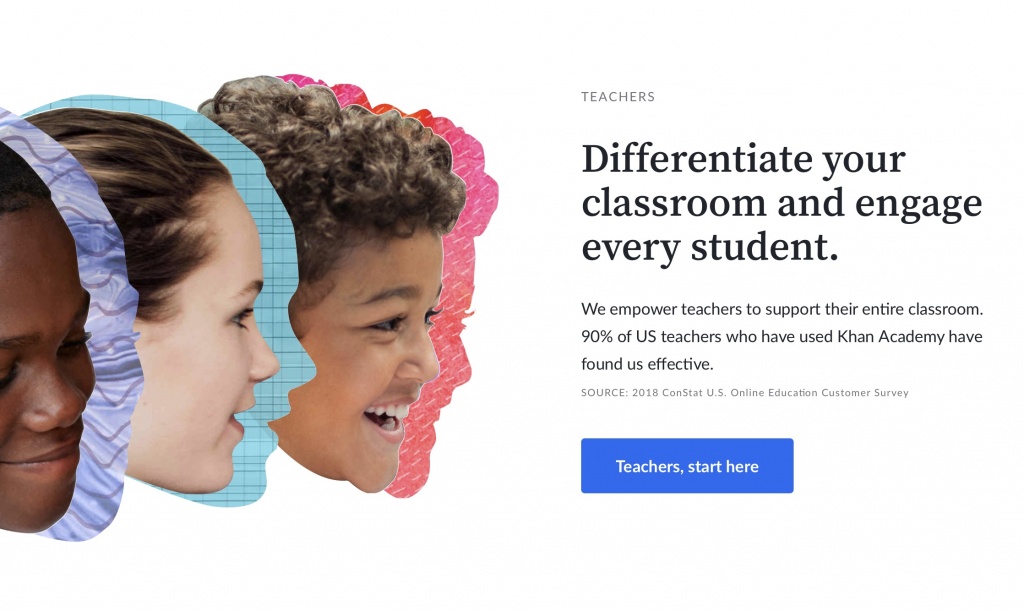 TEACHERS
Differentiate your
classroom and engage
every student.
We empower teachers to support their entire classroom.
90% of US teachers who have used Khan Academy have
found us effective.
SOURCE: 2018 ConStat U.S. Online Education Customer Survey
Teachers, start here